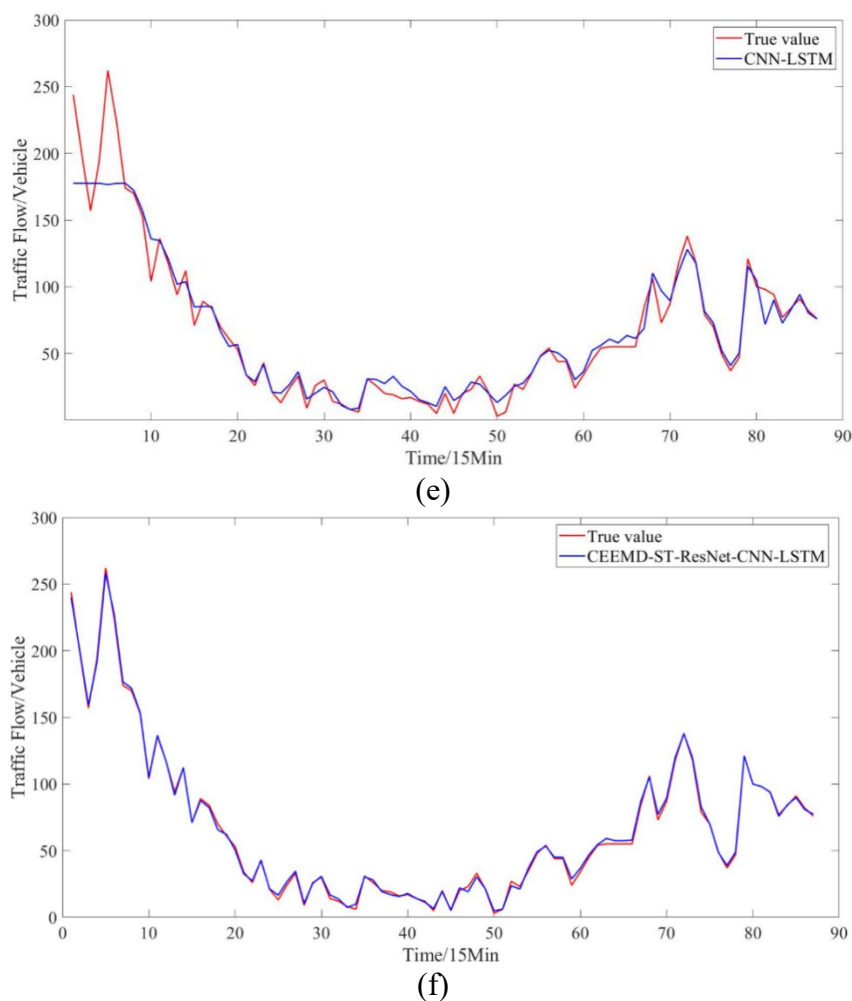 300
250
200
150
100
50
Traffic Flow/Vehicle
True value
CNN-LSTM
10 20 30 40 50 60 70 80 90
Time/15Min
(e)
300
250
200
150
100
50
0
Traffic Flow/Vehicle
True value
CEEMD-ST-ResNet-CNN-LSTM
0 10 20 30 40 50 60 70 80 90
Time/15Min
(f)